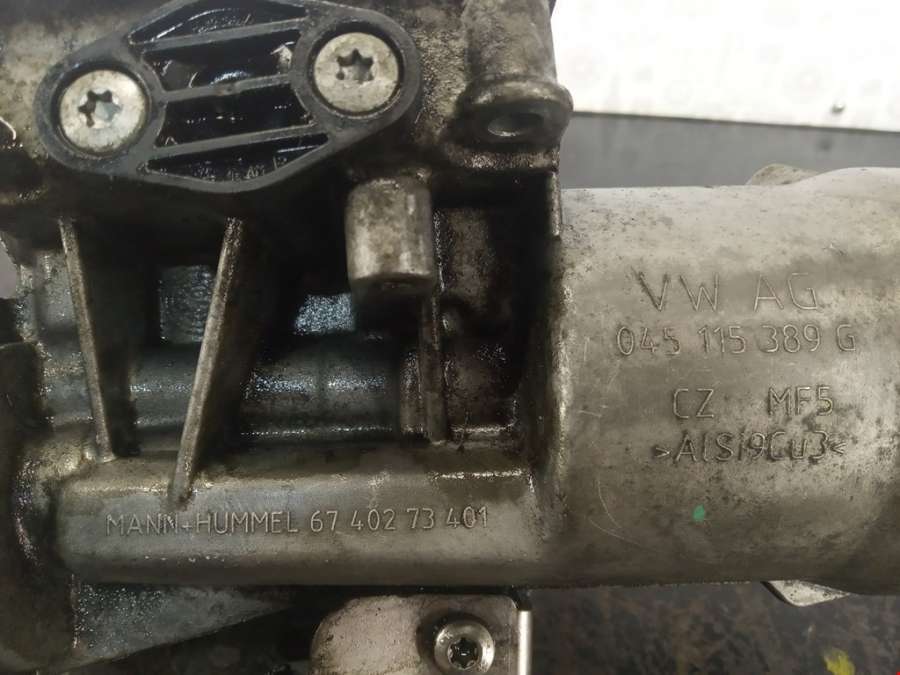 VW AG
045 115 389 G
CZ MF5
>AlSi9Cu3<
MANN+HUMMEL 67 402 73 401